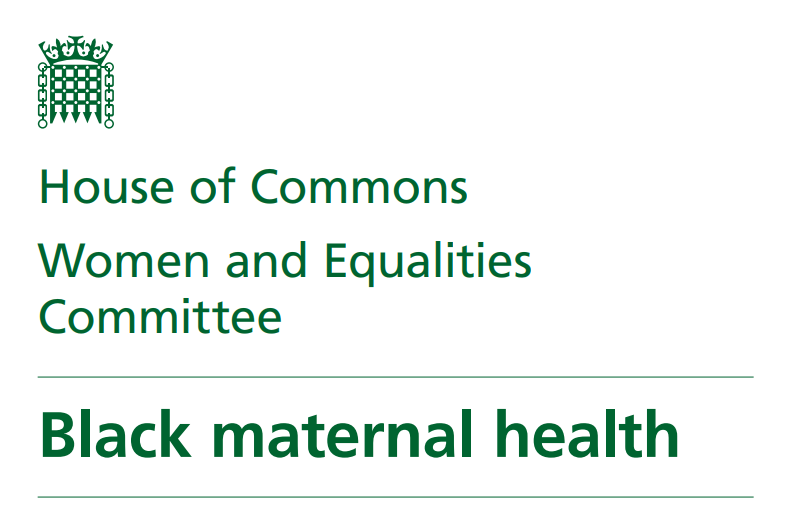 House of Commons
Women and Equalities
Committee
Black maternal health